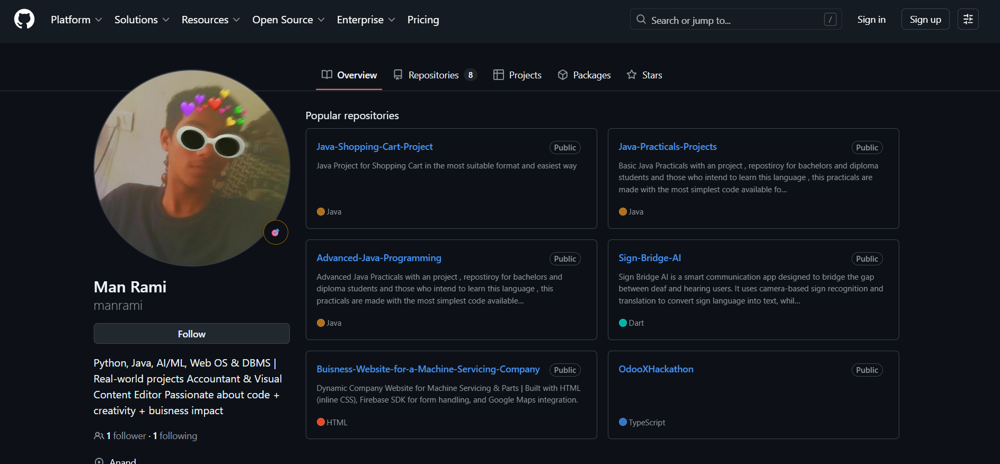 Platform
Solutions
Resources
Open Source
Enterprise
Pricing
Search or jump to...
/
Sign in
Sign up
Overview
Repositories 8
Projects
Packages
Stars
Man Rami
manrami
Follow
Python, Java, AI/ML, Web OS & DBMS |
Real-world projects Accountant & Visual
Content Editor Passionate about code +
creativity + buisness impact
1 follower · 1 following
Anand
Popular repositories
Java-Shopping-Cart-Project
Public
Java Project for Shopping Cart in the most suitable format and easiest way
Java
Java-Practicals-Projects
Public
Basic Java Practicals with an project , repostiroy for bachelors and diploma
students and those who intend to learn this language , this practicals are
made with the most simplest code available fo...
Java
Advanced-Java-Programming
Public
Advanced Java Practicals with an project , repostiroy for bachelors and
diploma students and those who intend to learn this language , this
practicals are made with the most simplest code available...
Java
Sign-Bridge-AI
Public
Sign Bridge AI is a smart communication app designed to bridge the gap
between deaf and hearing users. It uses camera-based sign recognition and
translation to convert sign language into text, whil...
Dart
Buisness-Website-for-a-Machine-Servicing-Company
Public
Dynamic Company Website for Machine Servicing & Parts | Built with HTML
(inline CSS), Firebase SDK for form handling, and Google Maps integration.
HTML
OdooXHackathon
Public
TypeScript